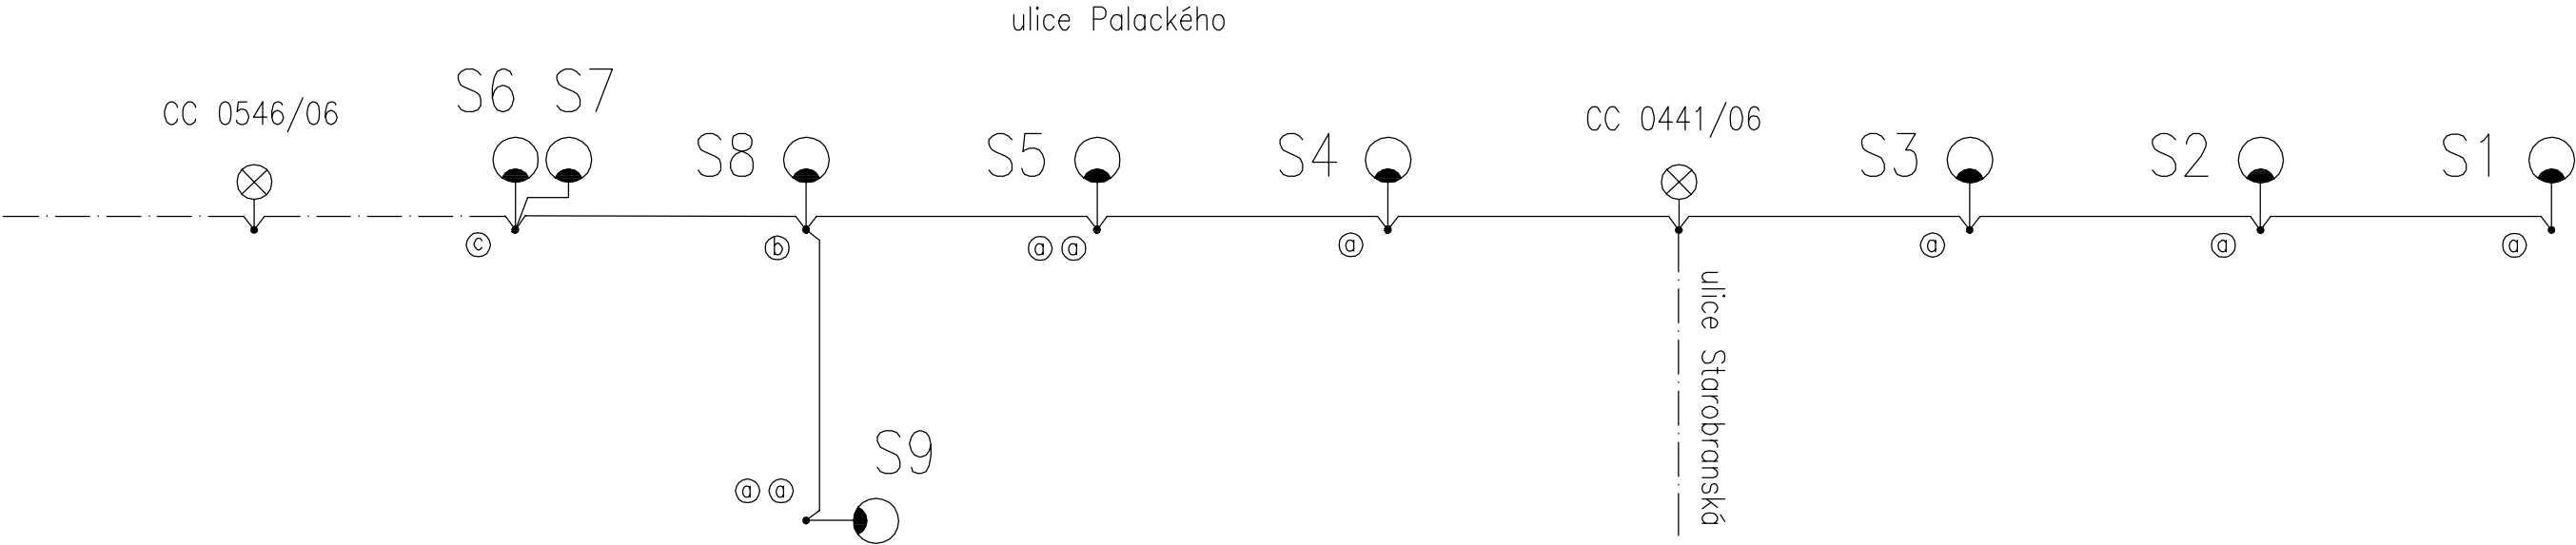 ulice Palackého
S6 S7
CC 0546/06
CC 0441/06
S8
S5
S4
S3
S2
S1
c
b
a a
a
a
a
a
ulice Starobranská
S9
a a